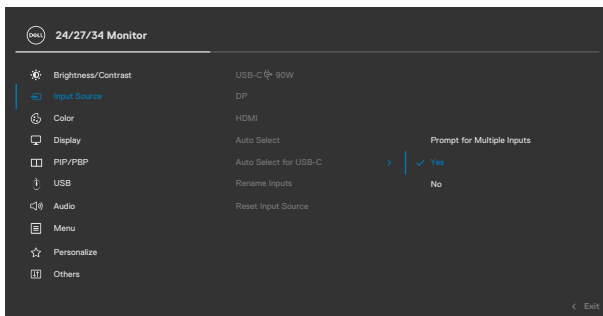 DELL 24/27/34 Monitor
Brightness/Contrast USB-C 90W
Input Source DP
Color HDMI
Display Auto Select Prompt for Multiple Inputs
PIP/PBP Auto Select for USB-C Yes
USB Rename Inputs No
Audio Reset Input Source
Menu
Personalize
Others
Exit